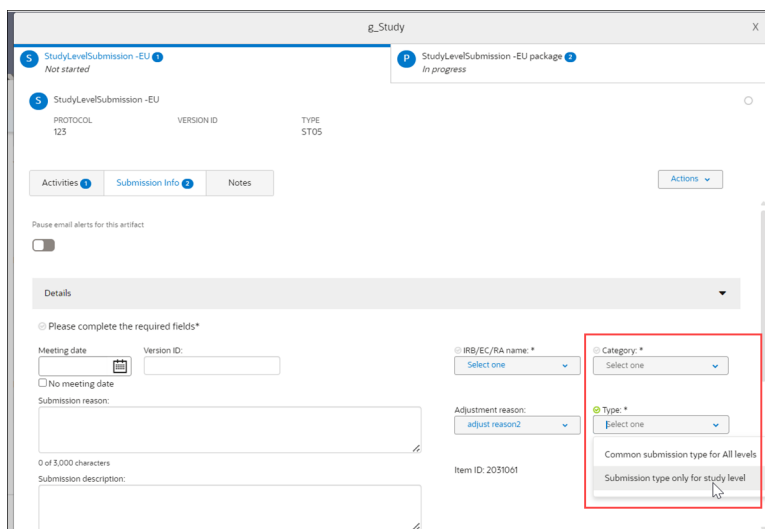 g_Study
X
S StudyLevelSubmission -EU 1
Not started
P StudyLevelSubmission -EU package 2
In progress
S StudyLevelSubmission -EU
PROTOCOL VERSION ID TYPE
123 ST05
Activities 1 Submission Info 2 Notes Actions
Pause email alerts for this artifact
Details
Please complete the required fields*
Meeting date Version ID: IRB/EC/RA name: * Category: *
Select one Select one
No meeting date
Submission reason:
Adjustment reason: Type: *
adjust reason2 Select one
Common submission type for All levels
0 of 3,000 characters
Item ID: 2031061
Submission type only for study level
Submission description: